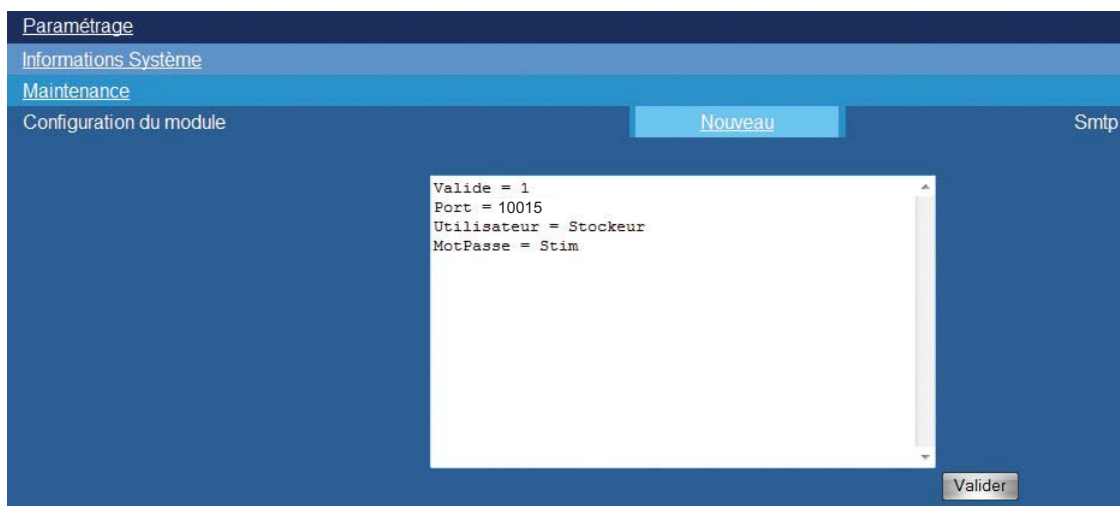 Paramétrage
Informations Système
Maintenance
Configuration du module Nouveau Smtp
Valide = 1
Port = 10015
Utilisateur = Stockeur
MotPasse = Stim
Valider